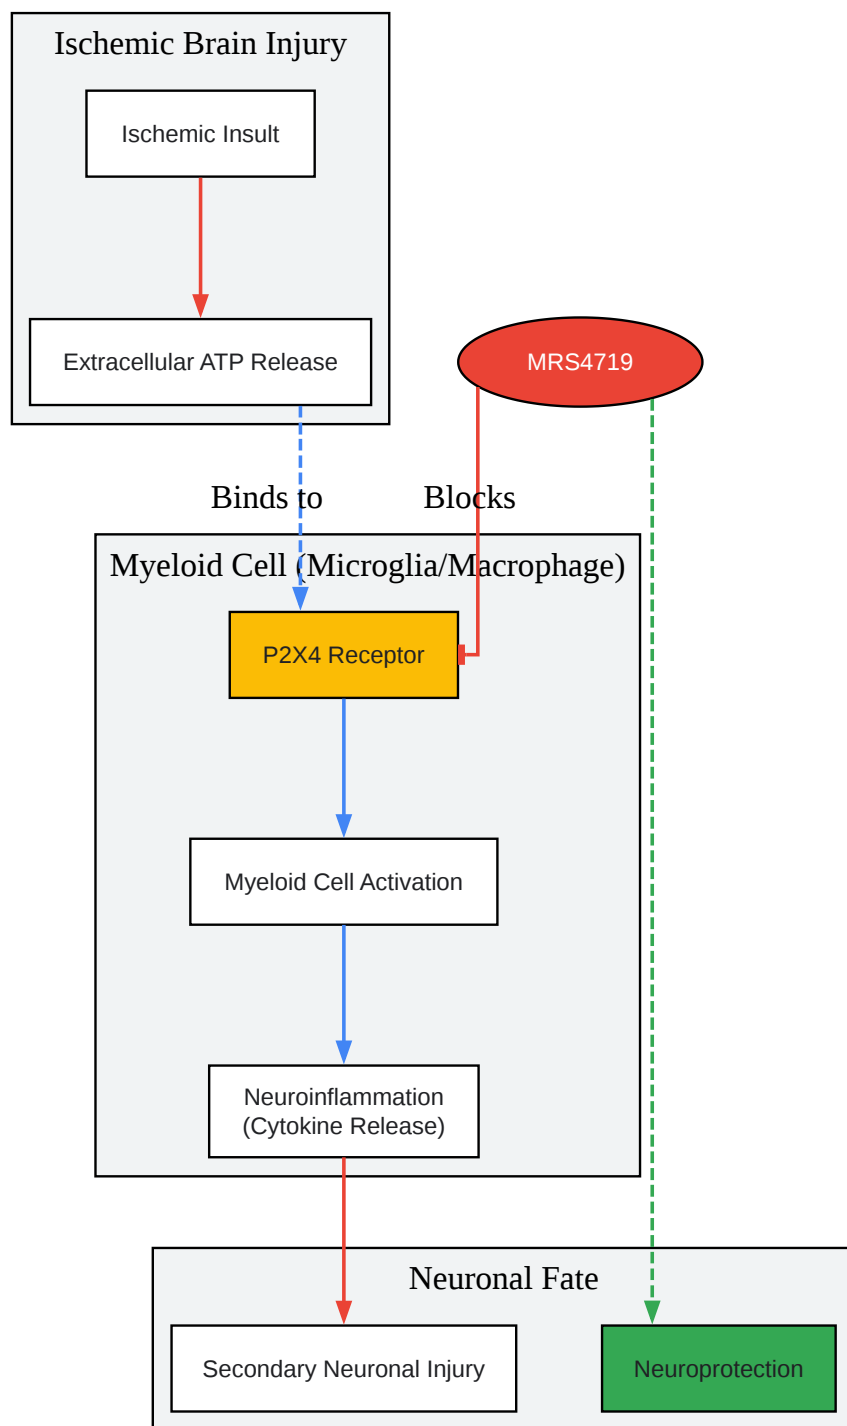 Ischemic Brain Injury
Ischemic Insult
Extracellular ATP Release
MRS4719
Binds to
Blocks
Myeloid Cell (Microglia/Macrophage)
P2X4 Receptor
Myeloid Cell Activation
Neuroinflammation
(Cytokine Release)
Neuronal Fate
Secondary Neuronal Injury
Neuroprotection